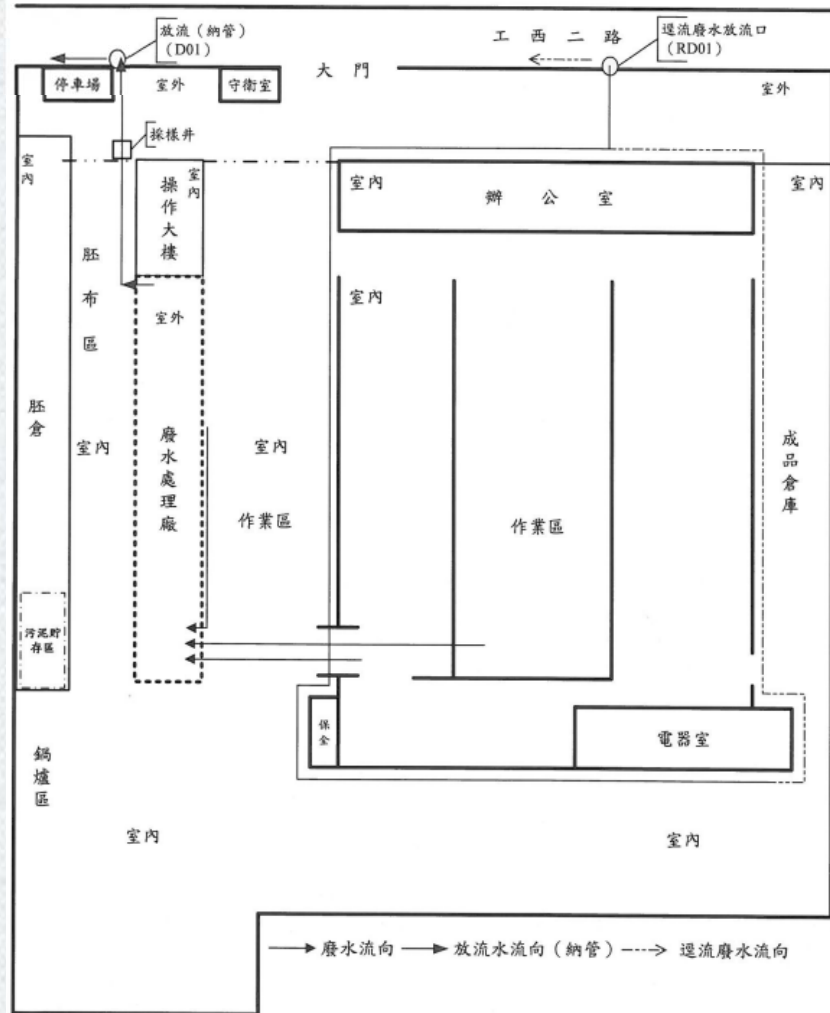 放流(納管)
(D01)
工西二路
逕流廢水放流口
(RD01)
停車場
室外
守衛室
大門
室外
採樣井
室內
操作大樓
室內
室內
辦公室
室內
胚布區
室外
室內
胚倉
室內
廢水處理廠
室內
作業區
作業區
成品倉庫
污泥貯
存區
保全
電器室
鍋爐區
室內
室內
廢水流向
放流水流向(納管)
逕流廢水流向